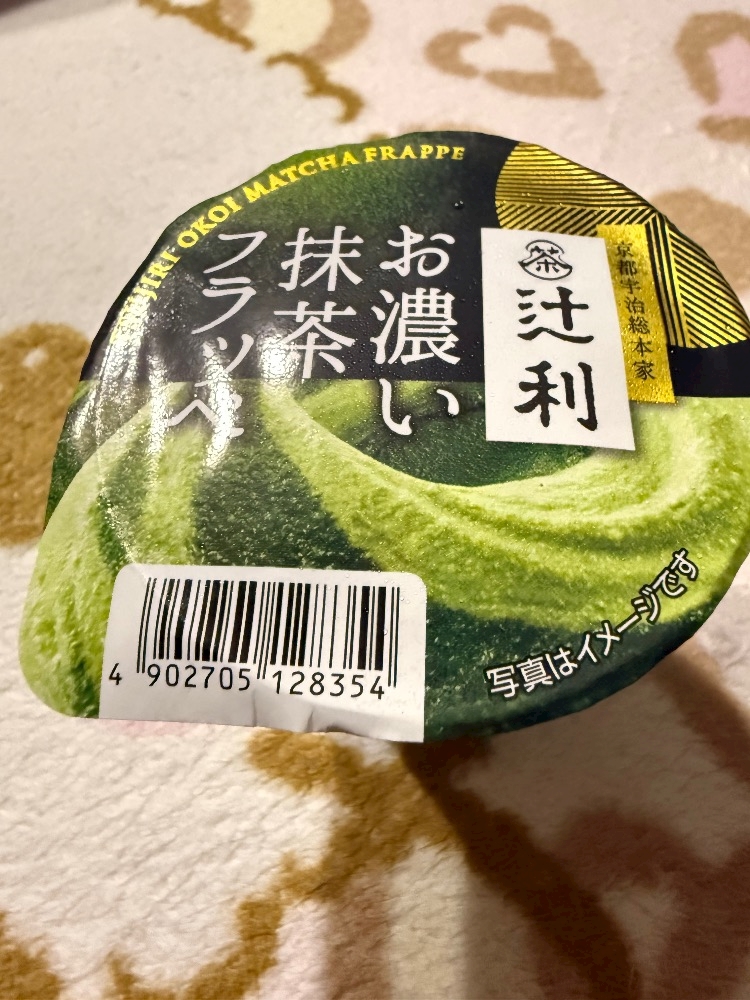 TSUJIRI OKOI MATCHA FRAPPE
京都宇治総本家
茶
辻利
お濃い
抹茶
フラッペ
写真はイメージです
4 902705 128354